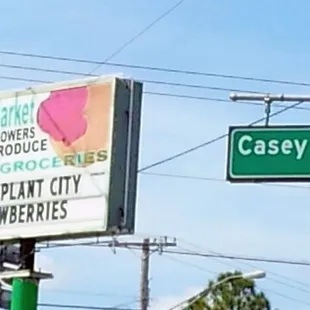 arket
OWERS
RODUCE
GROCERIES
PLANT CITY
WBERRIES
Casey